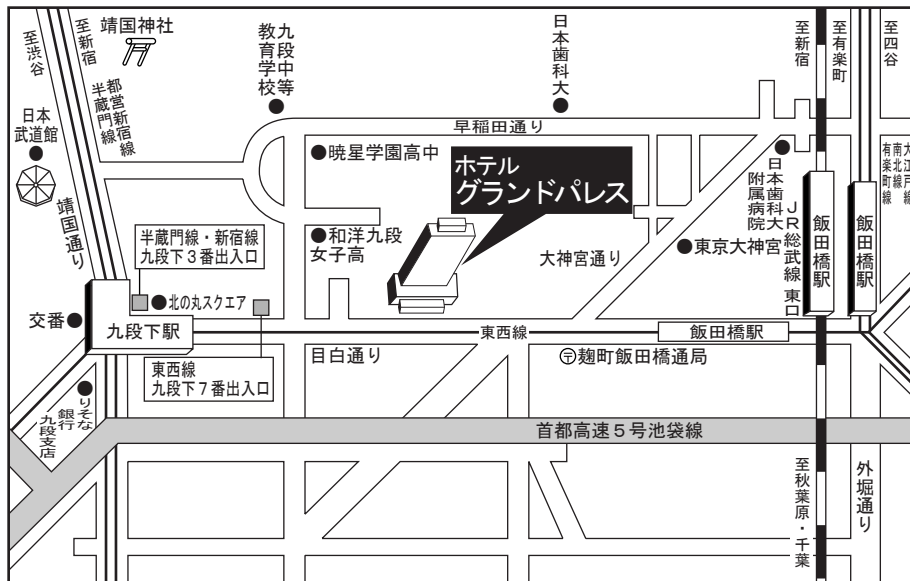 至渋谷
至新宿
靖国神社
半蔵門線
都営新宿線
九段中等
教育学校
日本歯科大
至新宿
至有楽町
至四谷
日本
武道館
早稲田通り
暁星学園高中
ホテル
グランドパレス
日本歯科大
附属病院
有楽町線
南北線
大江戸線
靖国通り
半蔵門線・新宿線
九段下3番出入口
和洋九段
女子高
大神宮通り
東京大神宮
JR総武線 東口
飯田橋駅
飯田橋駅
北の丸スクエア
交番
九段下駅
東西線
飯田橋駅
東西線
九段下7番出入口
目白通り
〒麹町飯田橋通局
りそな
銀行
九段支店
首都高速5号池袋線
至秋葉原・千葉
外堀通り